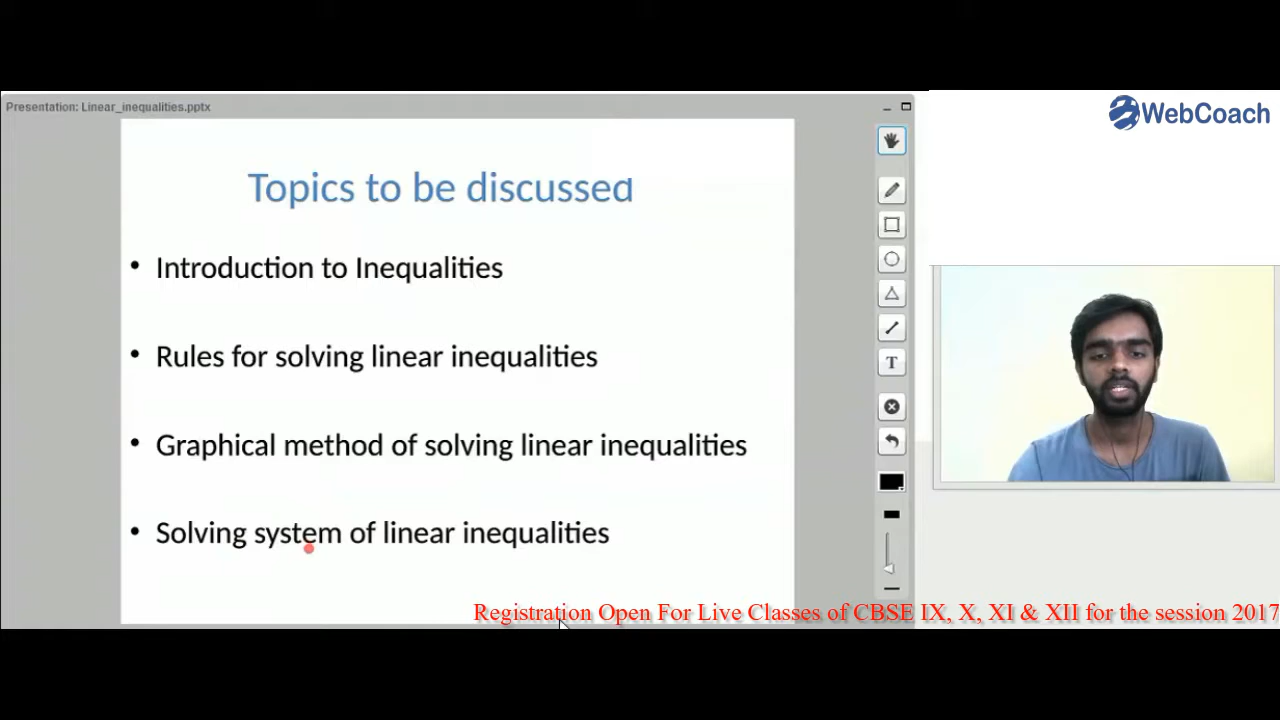 Presentation: Linear_inequalities.pptx
WebCoach
Topics to be discussed
• Introduction to Inequalities
• Rules for solving linear inequalities
• Graphical method of solving linear inequalities
• Solving system of linear inequalities
T
Registration Open For Live Classes of CBSE IX, X, XI & XII for the session 2017